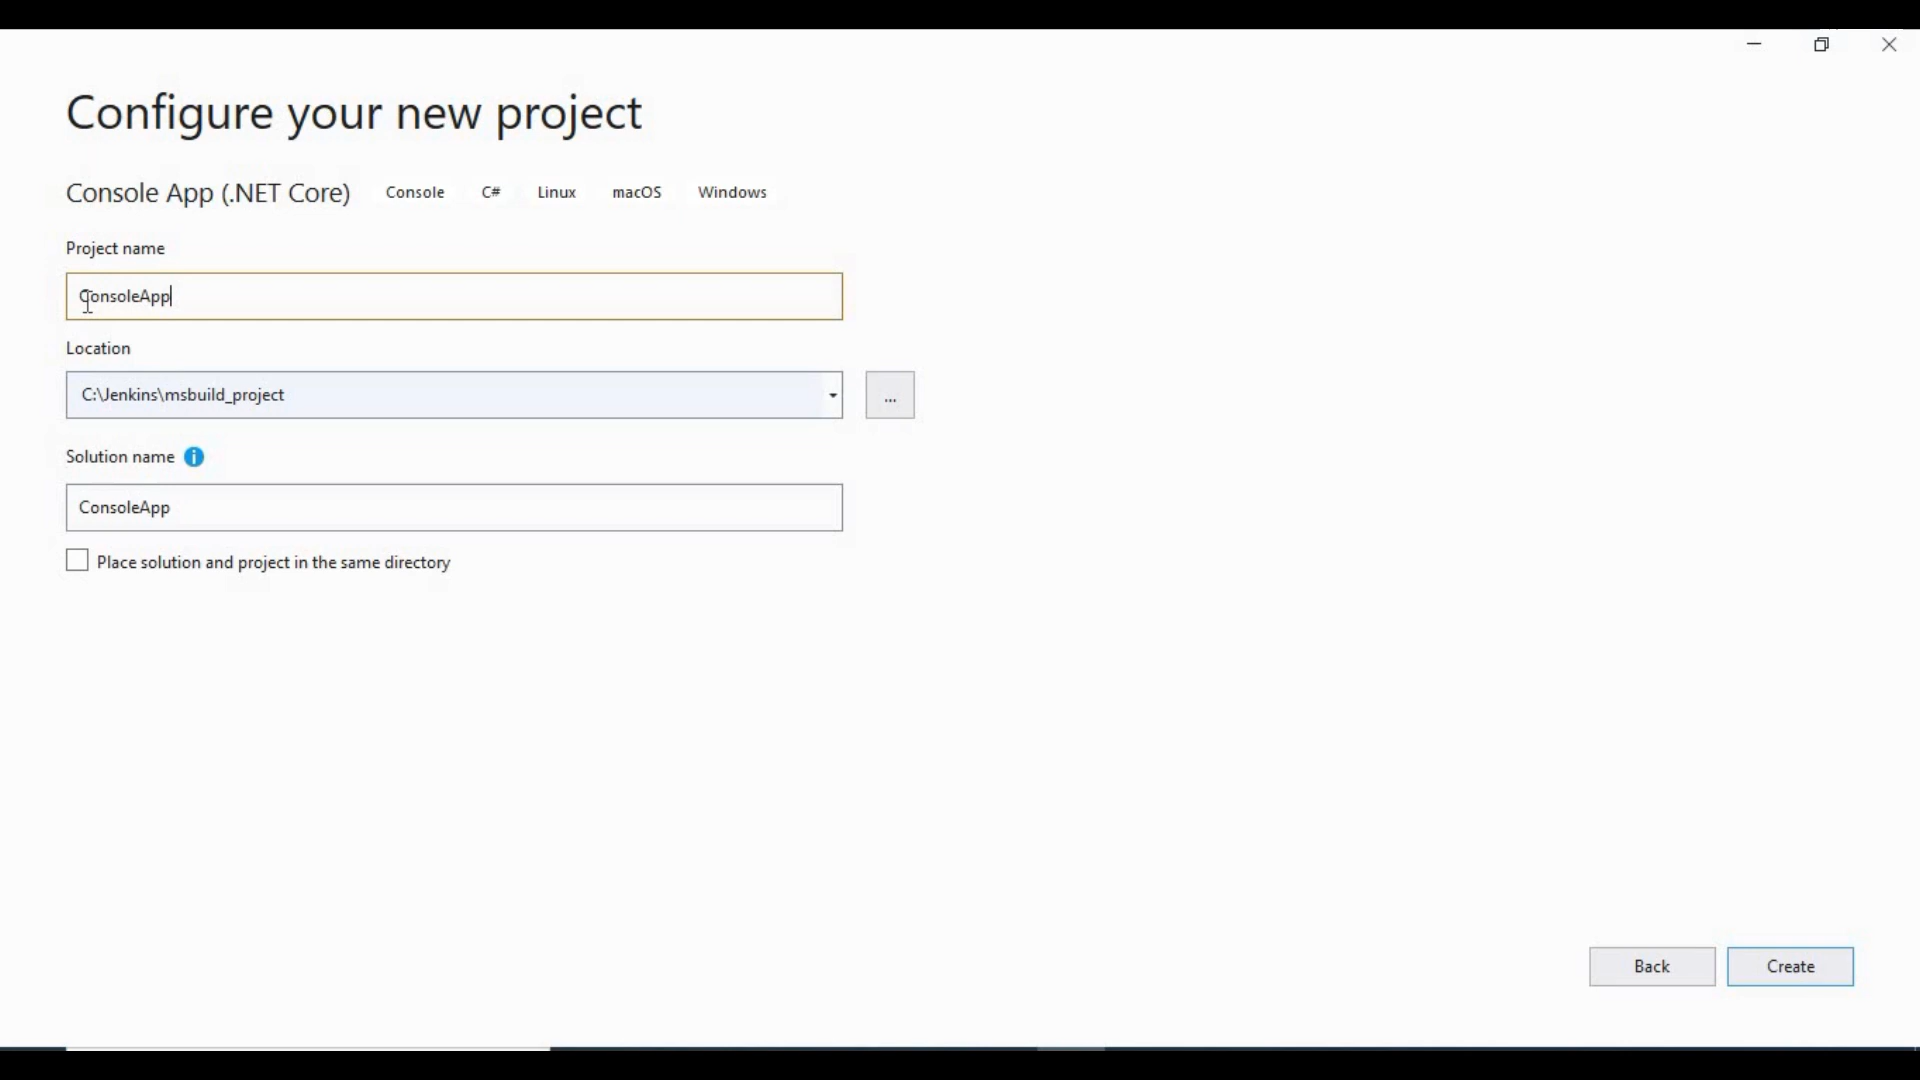 Configure your new project
Console App (.NET Core) Console C# Linux macOS Windows
Project name
ConsoleApp
Location
C:\Jenkins\msbuild_project
...
Solution name i
ConsoleApp
Place solution and project in the same directory
Back Create